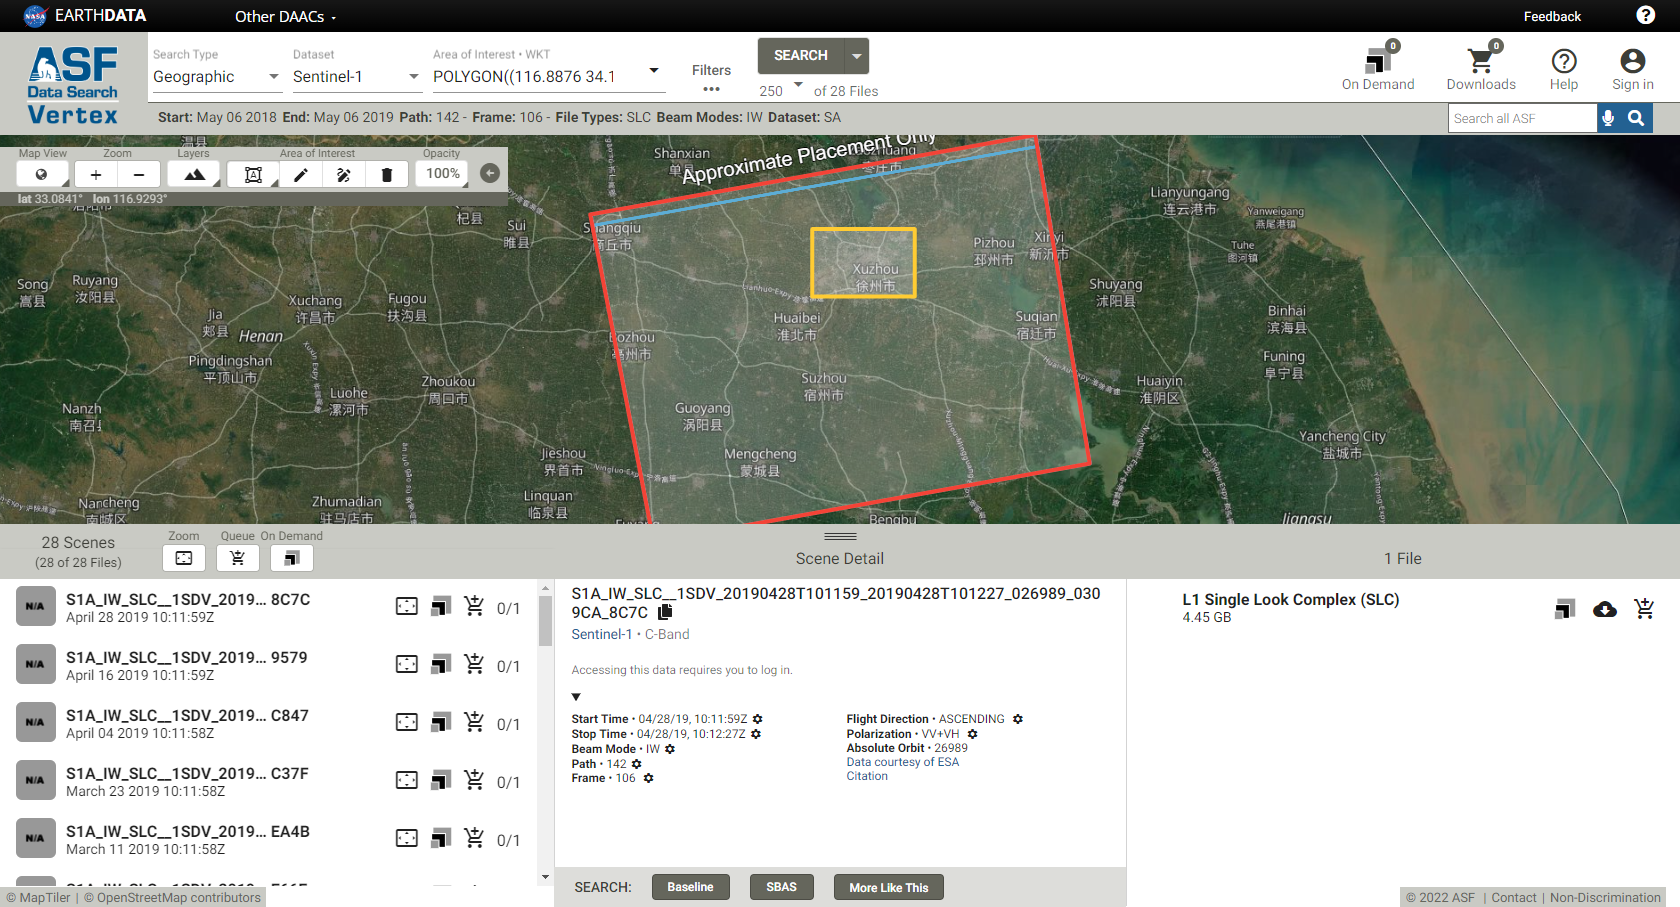 EARTHDATA
Other DAACs
Feedback
ASF
Data Search
Vertex
Search Type
Geographic
Dataset
Sentinel-1
Area of Interest • WKT
POLYGON((116.8876 34.1
Filters
•••
SEARCH
250
of 28 Files
0
On Demand
0
Downloads
Help
Sign in
Start: May 06 2018 End: May 06 2019 Path: 142 - Frame: 106 - File Types: SLC Beam Modes: IW Dataset: SA
Search all ASF
Map View
Zoom
Layers
Area of Interest
Opacity
100%
lat 33.0841° lon 116.9293°
Approximate Placement Only
Shanxian
单县
Lianyungang
连云港市
Yanweigang
燕尾港镇
杞县
Sui
睢县
Shangqiu
商丘市
Pizhou
邳州市
Xinyi
新沂市
Tuhe
图河镇
Xuzhou
徐州市
Song
嵩县
Ruyang
汝阳县
Xuchang
许昌市
Fugou
扶沟县
Lianhuo-Expy
Shuyang
沭阳县
Jia
郏县
Henan
Huaibei
淮北市
Suqian
宿迁市
Binhai
滨海县
Bozhou
亳州市
Pingdingshan
平顶山市
Funing
阜宁县
Luohe
漯河市
Zhoukou
周口市
Suzhou
宿州市
Huaiyin
淮阴区
Nanzh
南召
Guoyang
涡阳县
Yancheng City
盐城市
Jieshou
界首市
Mengcheng
蒙城县
Nancheng
南城区
Zhumadian
驻马店市
Linquan
临泉县
Bengbu
Jiangsu
28 Scenes
(28 of 28 Files)
Zoom
Queue
On Demand
Scene Detail
1 File
N/A
S1A_IW_SLC__1SDV_2019... 8C7C
April 28 2019 10:11:59Z
0/1
N/A
S1A_IW_SLC__1SDV_2019... 9579
April 16 2019 10:11:59Z
0/1
N/A
S1A_IW_SLC__1SDV_2019... C847
April 04 2019 10:11:58Z
0/1
N/A
S1A_IW_SLC__1SDV_2019... C37F
March 23 2019 10:11:58Z
0/1
N/A
S1A_IW_SLC__1SDV_2019... EA4B
March 11 2019 10:11:58Z
0/1
S1A_IW_SLC__1SDV_20190428T101159_20190428T101227_026989_0309CA_8C7C
Sentinel-1 • C-Band
Accessing this data requires you to log in.
Start Time • 04/28/19, 10:11:59Z
Stop Time • 04/28/19, 10:12:27Z
Beam Mode • IW
Path • 142
Frame • 106
Flight Direction • ASCENDING
Polarization • VV+VH
Absolute Orbit • 26989
Data courtesy of ESA
Citation
L1 Single Look Complex (SLC)
4.45 GB
SEARCH:
Baseline
SBAS
More Like This
© MapTiler | © OpenStreetMap contributors
© 2022 ASF | Contact | Non-Discrimination